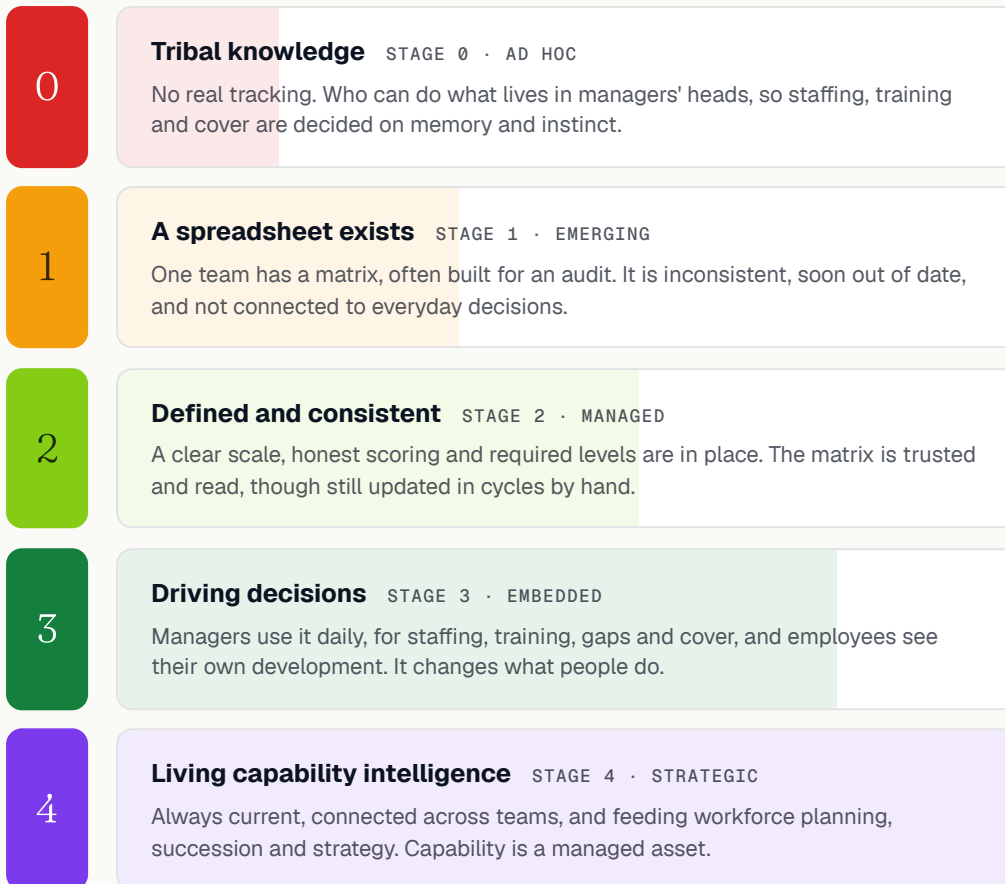 0
Tribal knowledge STAGE 0 · AD HOC
No real tracking. Who can do what lives in managers' heads, so staffing, training
and cover are decided on memory and instinct.
1
A spreadsheet exists STAGE 1 · EMERGING
One team has a matrix, often built for an audit. It is inconsistent, soon out of date,
and not connected to everyday decisions.
2
Defined and consistent STAGE 2 · MANAGED
A clear scale, honest scoring and required levels are in place. The matrix is trusted
and read, though still updated in cycles by hand.
3
Driving decisions STAGE 3 · EMBEDDED
Managers use it daily, for staffing, training, gaps and cover, and employees see
their own development. It changes what people do.
4
Living capability intelligence STAGE 4 · STRATEGIC
Always current, connected across teams, and feeding workforce planning,
succession and strategy. Capability is a managed asset.